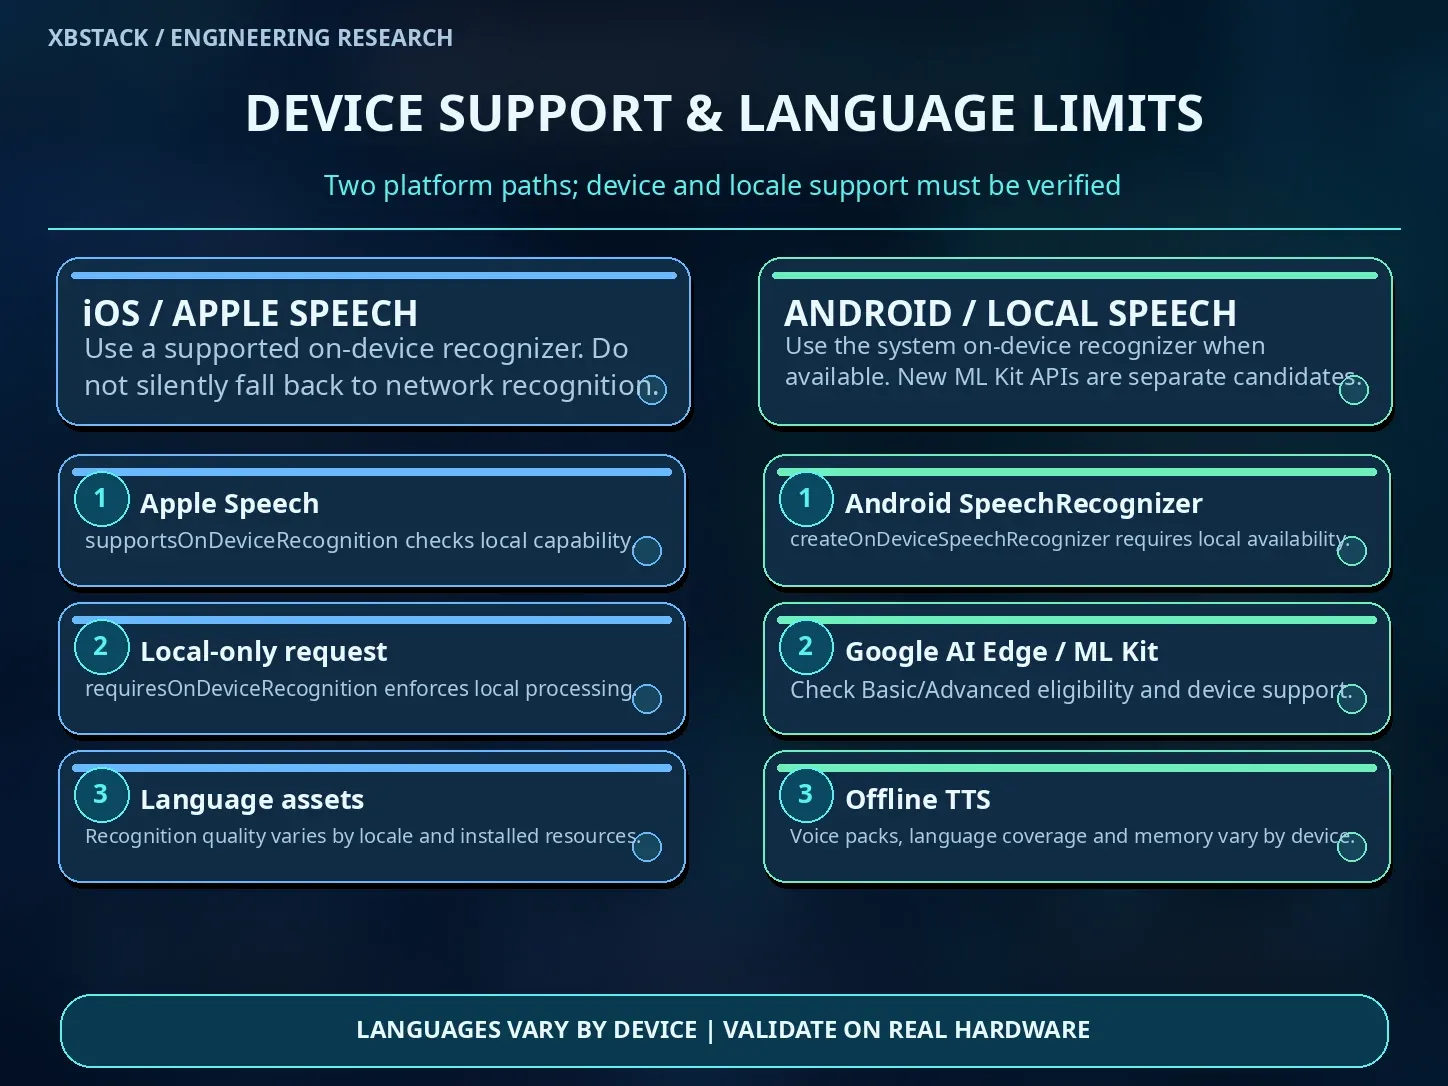 XBSTACK / ENGINEERING RESEARCH
DEVICE SUPPORT & LANGUAGE LIMITS
Two platform paths; device and locale support must be verified
iOS / APPLE SPEECH
Use a supported on-device recognizer. Do
not silently fall back to network recognition.
1
Apple Speech
supportsOnDeviceRecognition checks local capability.
2
Local-only request
requiresOnDeviceRecognition enforces local processing.
3
Language assets
Recognition quality varies by locale and installed resources.
ANDROID / LOCAL SPEECH
Use the system on-device recognizer when
available. New ML Kit APIs are separate candidates.
1
Android SpeechRecognizer
createOnDeviceSpeechRecognizer requires local availability.
2
Google AI Edge / ML Kit
Check Basic/Advanced eligibility and device support.
3
Offline TTS
Voice packs, language coverage and memory vary by device.
LANGUAGES VARY BY DEVICE | VALIDATE ON REAL HARDWARE